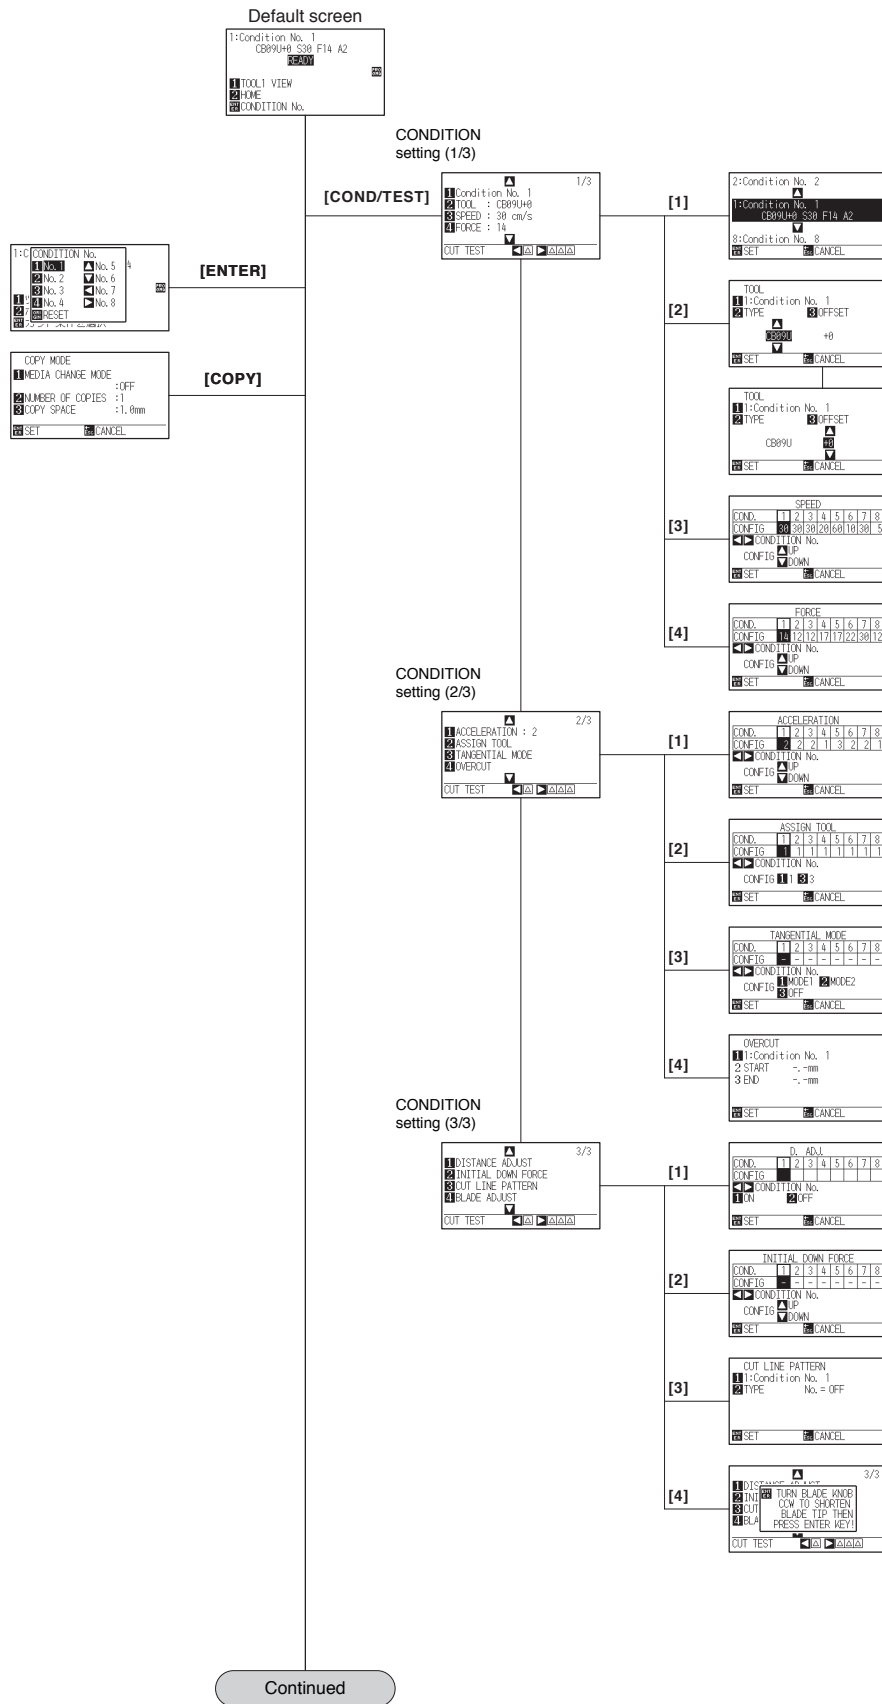 Default screen
1:Condition No. 1
CB09U+0 S30 F14 A2
READY
1 TOOL1 VIEW
2 HOME
CONDITION No.
CONDITION
setting (1/3)
[COND/TEST]
1/3
1 Condition No. 1
2 TOOL : CB09U+0
3 SPEED : 30 cm/s
4 FORCE : 14
CUT TEST
[1]
2:Condition No. 2
1:Condition No. 1
CB09U+0 S30 F14 A2
8:Condition No. 8
SET CANCEL
[ENTER]
1:C
CONDITION No.
1 No. 1 ▲ No. 5
2 No. 2 ▼ No. 6
3 No. 3 ◀ No. 7
4 No. 4 ▶ No. 8
RESET
[2]
TOOL
1 1:Condition No. 1
2 TYPE 3 OFFSET
CB09U +0
SET CANCEL
[COPY]
COPY MODE
1 MEDIA CHANGE MODE
:OFF
2 NUMBER OF COPIES :1
3 COPY SPACE :1.0mm
SET CANCEL
TOOL
1 1:Condition No. 1
2 TYPE 3 OFFSET
CB09U +0
SET CANCEL
[3]
SPEED
COND. 1 2 3 4 5 6 7 8
CONFIG 30 30 30 20 60 10 30 5
◀▶ CONDITION No.
CONFIG ▲ UP
▼ DOWN
SET CANCEL
[4]
FORCE
COND. 1 2 3 4 5 6 7 8
CONFIG 14 12 12 17 17 22 30 12
◀▶ CONDITION No.
CONFIG ▲ UP
▼ DOWN
SET CANCEL
CONDITION
setting (2/3)
2/3
1 ACCELERATION : 2
2 ASSIGN TOOL
3 TANGENTIAL MODE
4 OVERCUT
CUT TEST
[1]
ACCELERATION
COND. 1 2 3 4 5 6 7 8
CONFIG 2 2 2 1 3 2 2 1
◀▶ CONDITION No.
CONFIG ▲ UP
▼ DOWN
SET CANCEL
[2]
ASSIGN TOOL
COND. 1 2 3 4 5 6 7 8
CONFIG 1 1 1 1 1 1 1 1
◀▶ CONDITION No.
CONFIG 1 1 3 3
SET CANCEL
[3]
TANGENTIAL MODE
COND. 1 2 3 4 5 6 7 8
CONFIG - - - - - - - -
◀▶ CONDITION No.
CONFIG 1 MODE1 2 MODE2
3 OFF
SET CANCEL
[4]
OVERCUT
1 1:Condition No. 1
2 START -.-mm
3 END -.-mm
SET CANCEL
CONDITION
setting (3/3)
3/3
1 DISTANCE ADJUST
2 INITIAL DOWN FORCE
3 CUT LINE PATTERN
4 BLADE ADJUST
CUT TEST
[1]
D. ADJ.
COND. 1 2 3 4 5 6 7 8
CONFIG
◀▶ CONDITION No.
1 ON 2 OFF
SET CANCEL
[2]
INITIAL DOWN FORCE
COND. 1 2 3 4 5 6 7 8
CONFIG - - - - - - - -
◀▶ CONDITION No.
CONFIG ▲ UP
▼ DOWN
SET CANCEL
[3]
CUT LINE PATTERN
1 1:Condition No. 1
2 TYPE No. = OFF
SET CANCEL
[4]
3/3
1 DIS
2 INI
3 CUT
4 BLA
TURN BLADE KNOB
CCW TO SHORTEN
BLADE TIP THEN
PRESS ENTER KEY!
CUT TEST
Continued